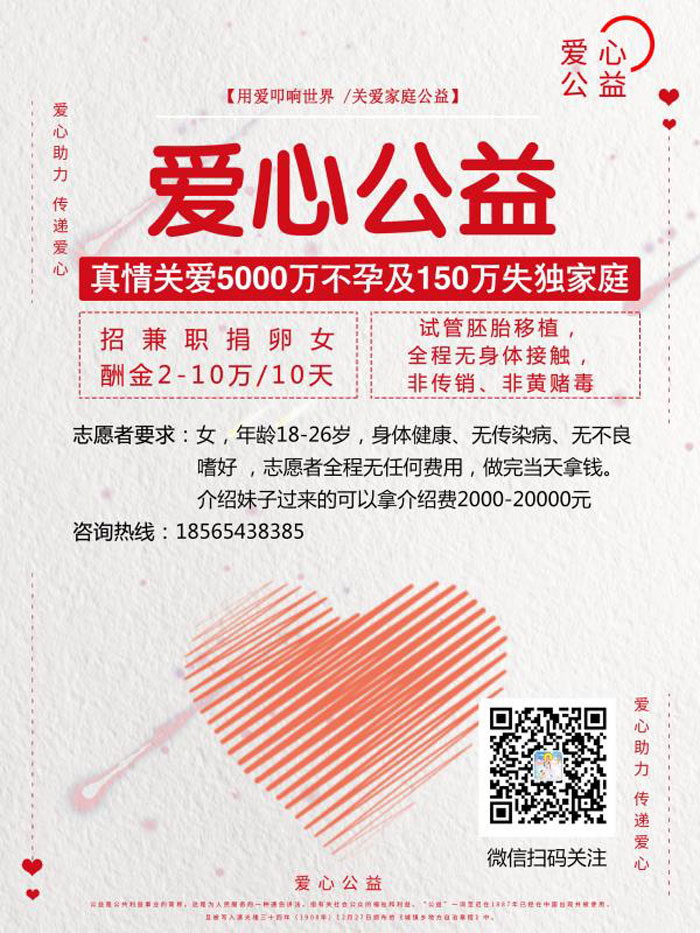 爱心
公益
【用爱叩响世界 /关爱家庭公益】
爱心助力 传递爱心
爱心公益
真情关爱5000万不孕及150万失独家庭
招兼职捐卵女
酬金2-10万/10天
试管胚胎移植，
全程无身体接触，
非传销、非黄赌毒
志愿者要求：女，年龄18-26岁，身体健康、无传染病、无不良
嗜好 ，志愿者全程无任何费用，做完当天拿钱。
介绍妹子过来的可以拿介绍费2000-20000元
咨询热线：18565438385
爱心助力 传递爱心
微信扫码关注
爱心公益